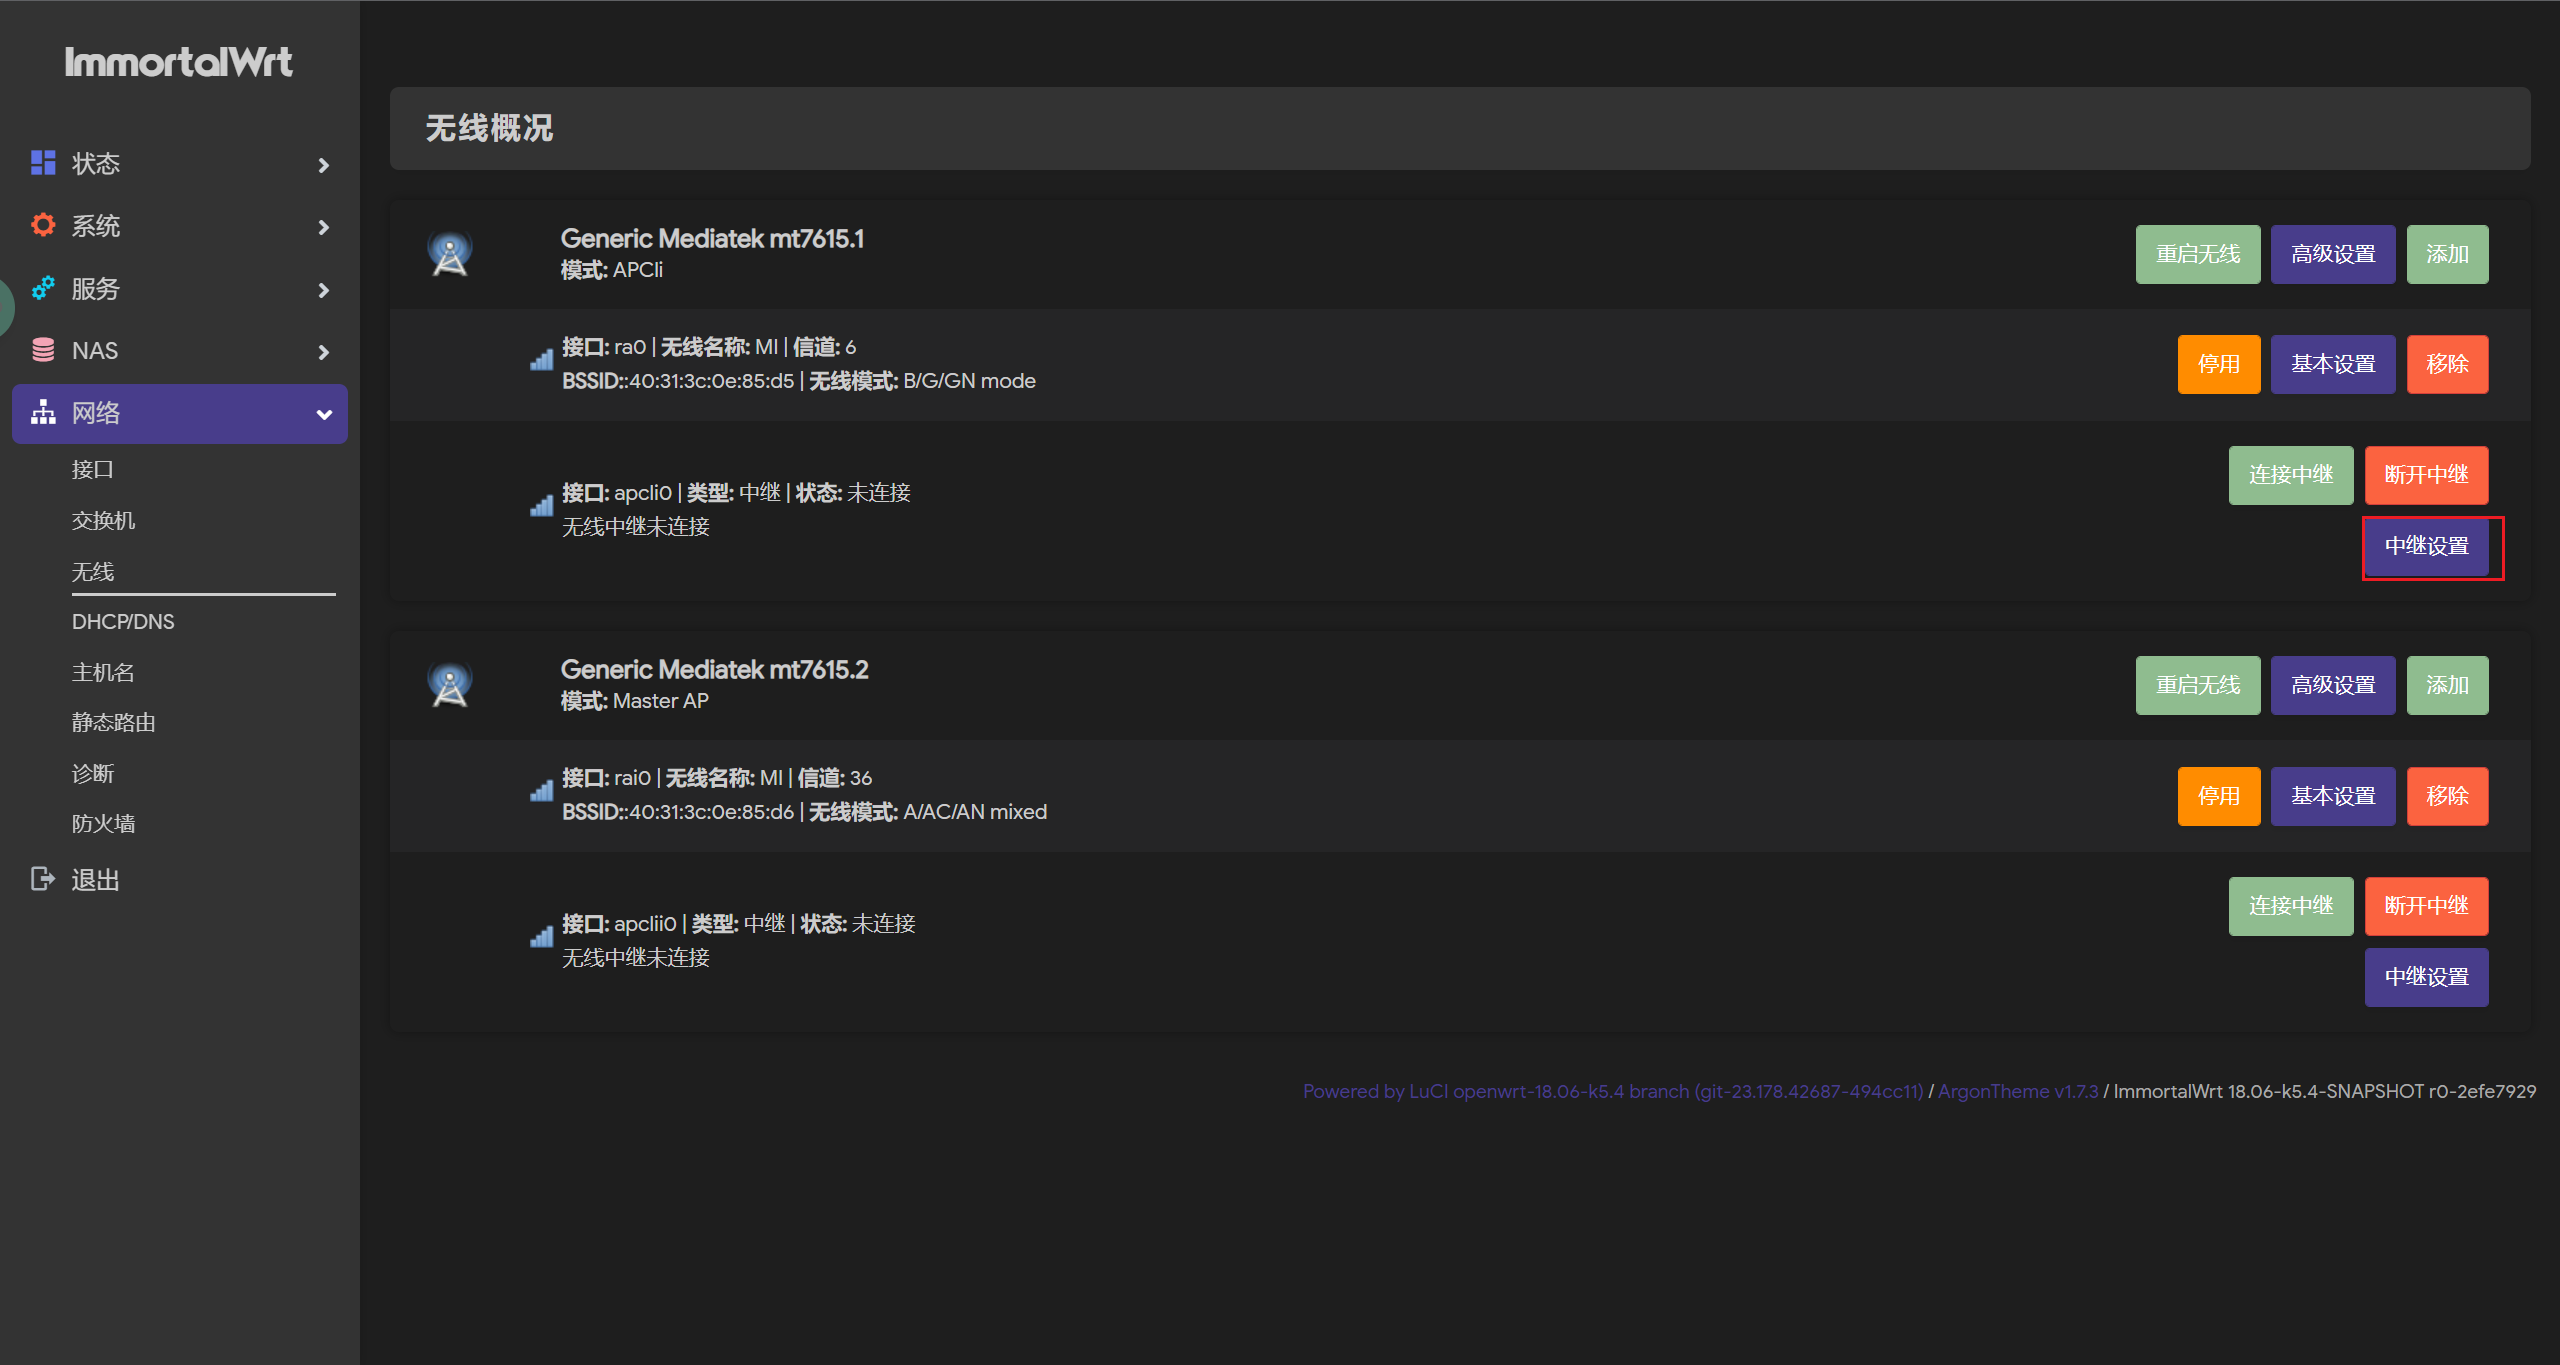 ImmortalWrt
状态
系统
服务
NAS
网络
接口
交换机
无线
DHCP/DNS
主机名
静态路由
诊断
防火墙
退出
无线概况
Generic Mediatek mt7615.1
模式: APCli
重启无线 高级设置 添加
接口: ra0 | 无线名称: MI | 信道: 6
BSSID::40:31:3c:0e:85:d5 | 无线模式: B/G/GN mode
停用 基本设置 移除
接口: apcli0 | 类型: 中继 | 状态: 未连接
无线中继未连接
连接中继 断开中继
中继设置
Generic Mediatek mt7615.2
模式: Master AP
重启无线 高级设置 添加
接口: rai0 | 无线名称: MI | 信道: 36
BSSID::40:31:3c:0e:85:d6 | 无线模式: A/AC/AN mixed
停用 基本设置 移除
接口: apclii0 | 类型: 中继 | 状态: 未连接
无线中继未连接
连接中继 断开中继
中继设置
Powered by LuCI openwrt-18.06-k5.4 branch (git-23.178.42687-494cc11) / ArgonTheme v1.7.3 / ImmortalWrt 18.06-k5.4-SNAPSHOT r0-2efe7929